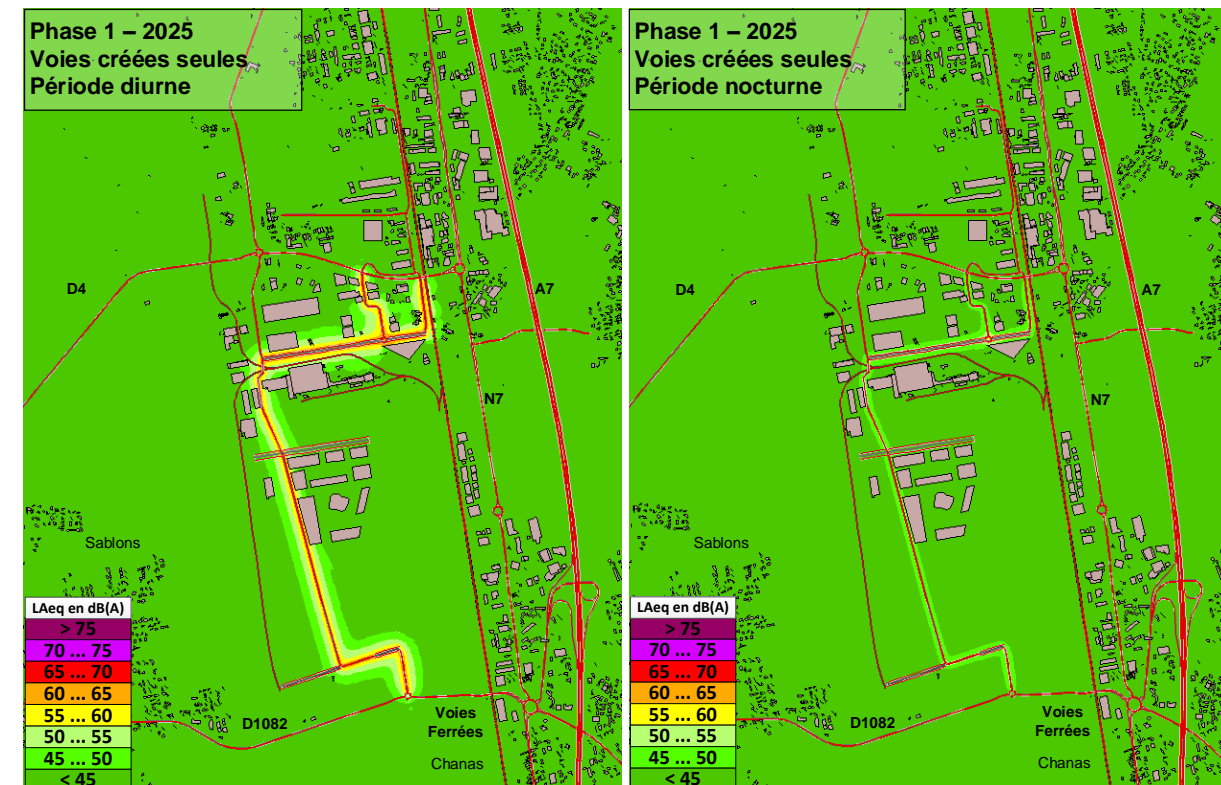 Phase 1 – 2025
Voies créées seules
Période diurne
D4
A7
N7
Sablons
LAeq en dB(A)
> 75
70 ... 75
65 ... 70
60 ... 65
55 ... 60
50 ... 55
45 ... 50
< 45
D1082
Voies
Ferrées
Chanas
Phase 1 – 2025
Voies créées seules
Période nocturne
D4
A7
N7
Sablons
LAeq en dB(A)
> 75
70 ... 75
65 ... 70
60 ... 65
55 ... 60
50 ... 55
45 ... 50
< 45
D1082
Voies
Ferrées
Chanas